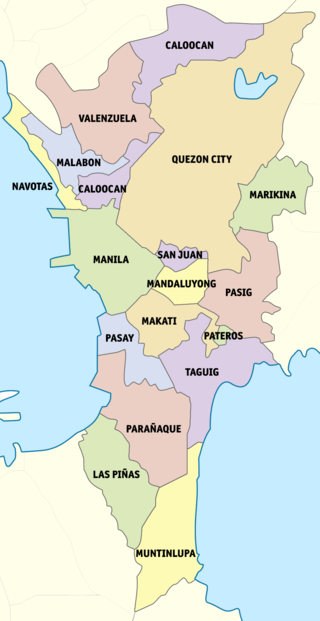 CALOOCAN
VALENZUELA
QUEZON CITY
MALABON
NAVOTAS
CALOOCAN
MARIKINA
SAN JUAN
MANILA
MANDALUYONG
PASIG
MAKATI
PATEROS
PASAY
TAGUIG
PARAÑAQUE
LAS PIÑAS
MUNTINLUPA